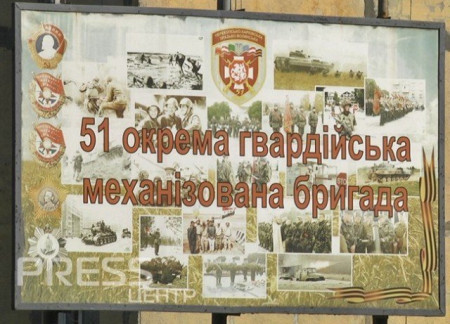 51 окрема гвардійська
механізована бригада
PRESS
ЦЕНТР